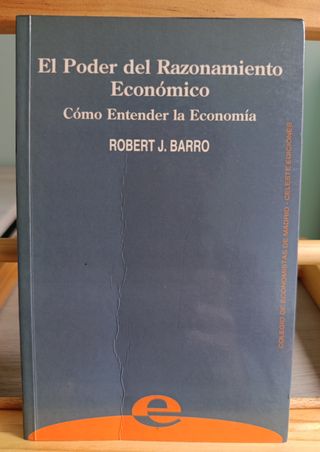 El Poder del Razonamiento
Económico
Cómo Entender la Economía
ROBERT J. BARRO
COLEGIO DE ECONOMISTAS DE MADRID - CELESTE EDICIONES
e